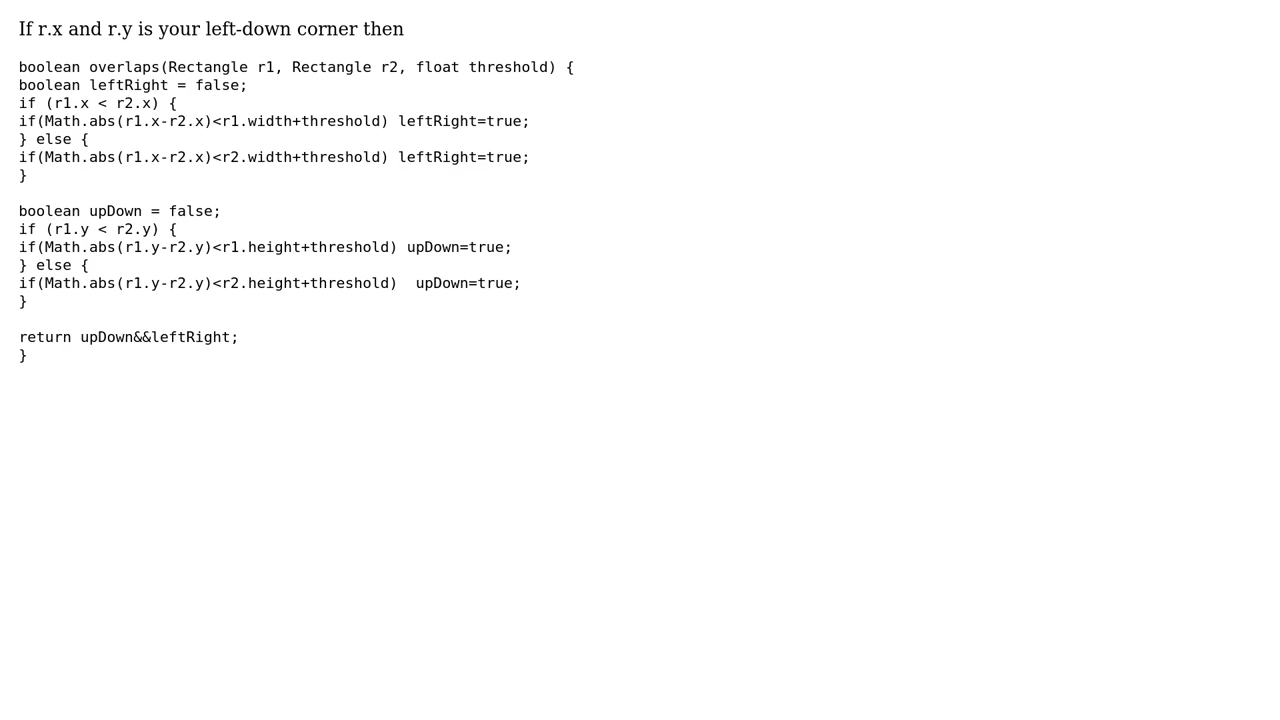 If r.x and r.y is your left-down corner then
boolean overlaps(Rectangle r1, Rectangle r2, float threshold) {
boolean leftRight = false;
if (r1.x < r2.x) {
if(Math.abs(r1.x-r2.x)<r1.width+threshold) leftRight=true;
} else {
if(Math.abs(r1.x-r2.x)<r2.width+threshold) leftRight=true;
}

boolean upDown = false;
if (r1.y < r2.y) {
if(Math.abs(r1.y-r2.y)<r1.height+threshold) upDown=true;
} else {
if(Math.abs(r1.y-r2.y)<r2.height+threshold)  upDown=true;
}

return upDown&&leftRight;
}